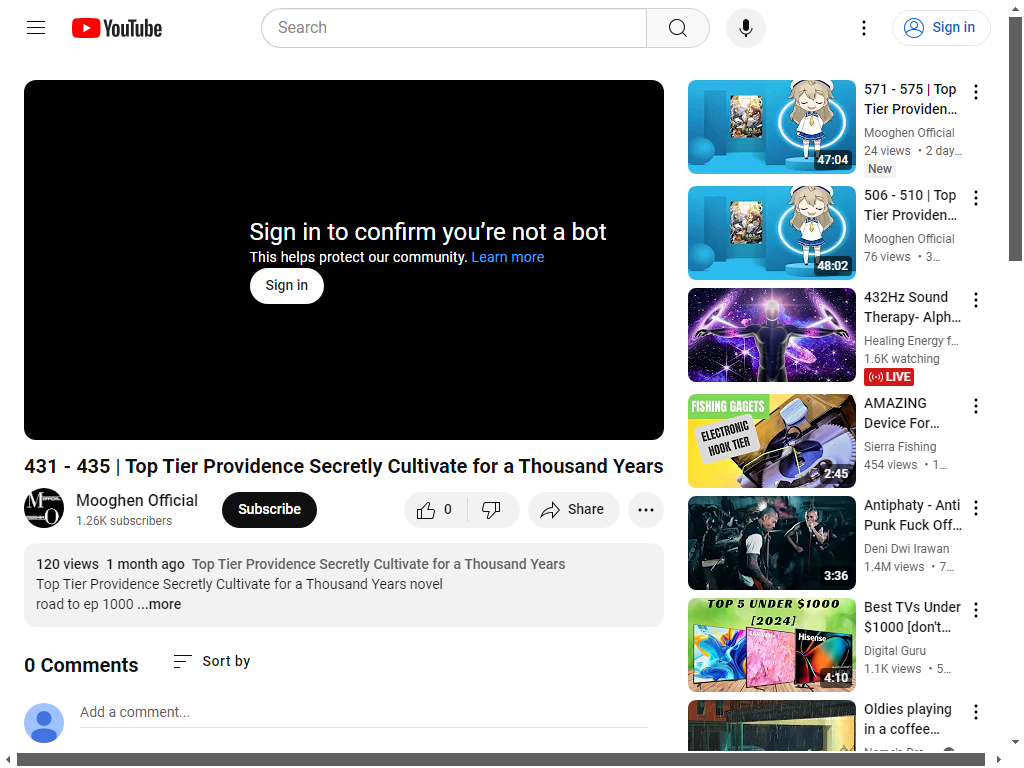 YouTube
Search
Sign in
Sign in to confirm you're not a bot
This helps protect our community. Learn more
Sign in
431 - 435 | Top Tier Providence Secretly Cultivate for a Thousand Years
Mooghen Official
1.26K subscribers
Subscribe
0
Share
120 views 1 month ago Top Tier Providence Secretly Cultivate for a Thousand Years
Top Tier Providence Secretly Cultivate for a Thousand Years novel
road to ep 1000 ...more
0 Comments
Sort by
Add a comment...
47:04
571 - 575 | Top
Tier Providen...
Mooghen Official
24 views • 2 day...
New
48:02
506 - 510 | Top
Tier Providen...
Mooghen Official
76 views • 3...
432Hz Sound
Therapy- Alph...
Healing Energy f...
1.6K watching
LIVE
FISHING GAGETS
ELECTRONIC
HOOK TIER
2:45
AMAZING
Device For...
Sierra Fishing
454 views • 1...
3:36
Antiphaty - Anti
Punk Fuck Off...
Deni Dwi Irawan
1.4M views • 7...
TOP 5 UNDER $1000
[2024]
Hisense
4:10
Best TVs Under
$1000 [don't...
Digital Guru
1.1K views • 5...
Oldies playing
in a coffee...